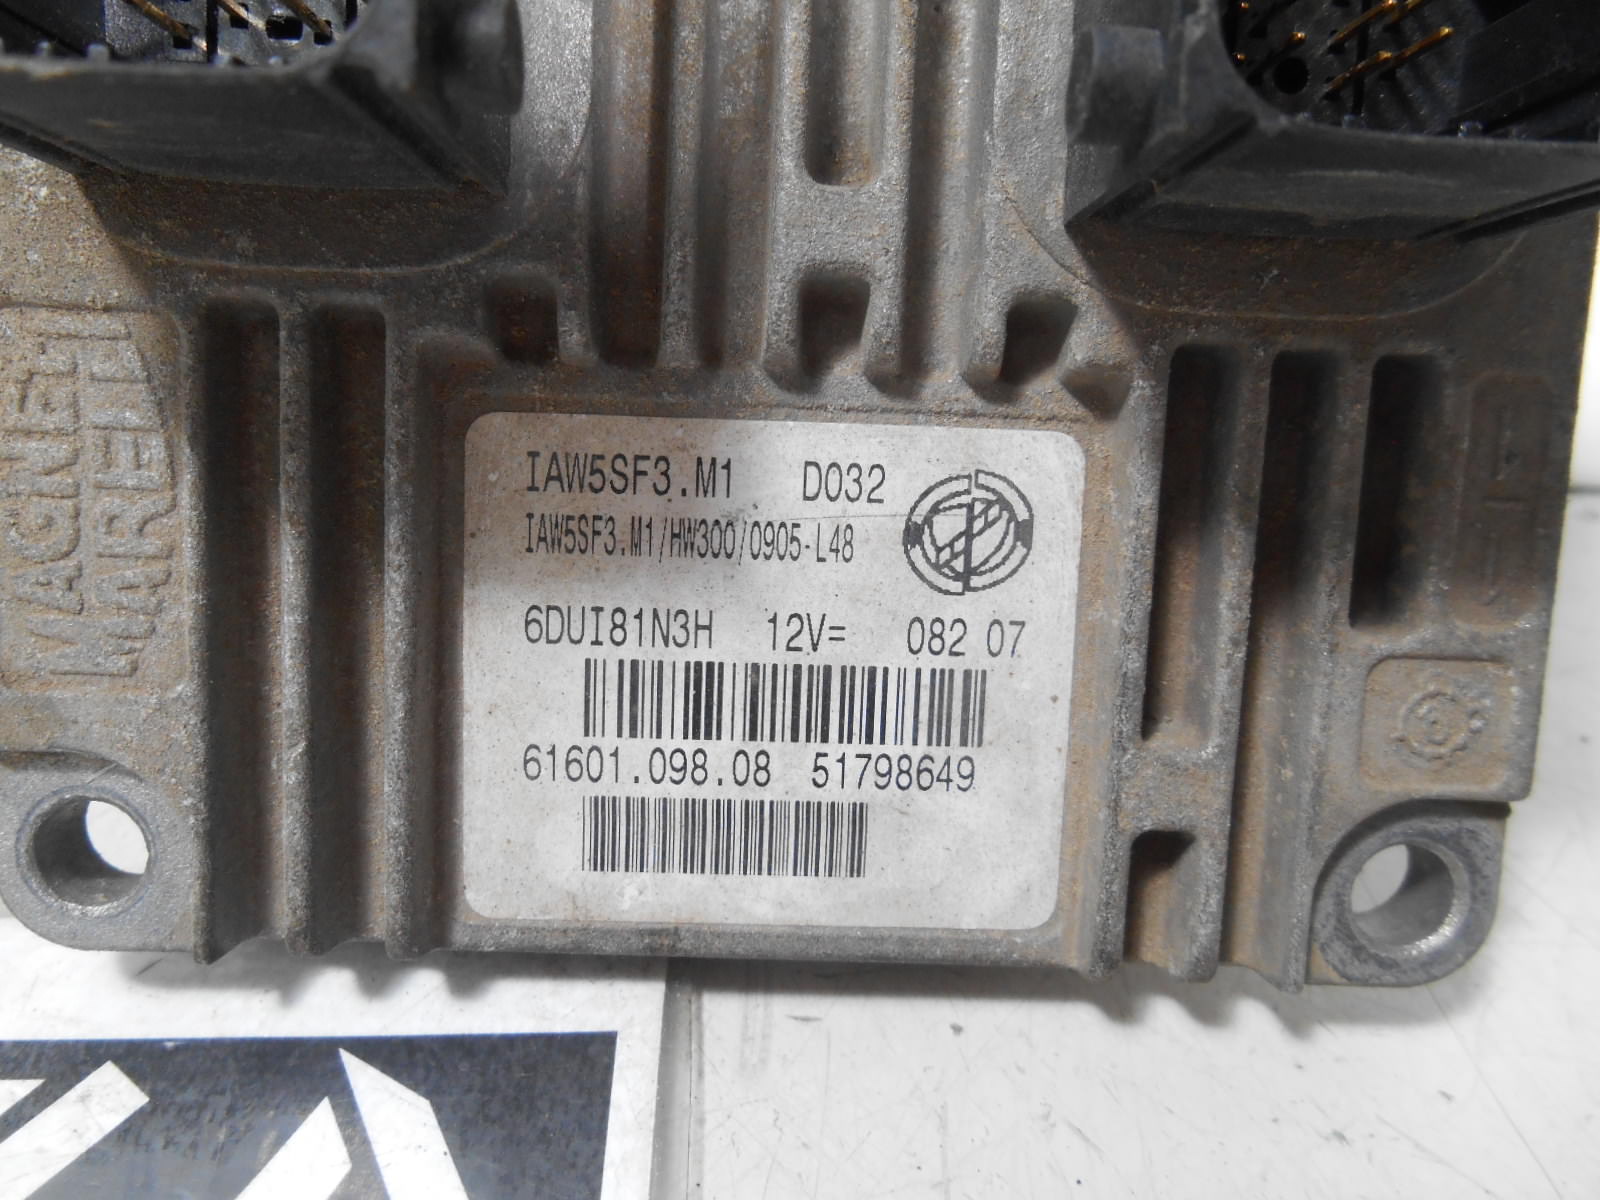 MAGNETI
MARELLI
IAW5SF3.M1 D032
IAW5SF3.M1/HW300/0905-L48
6DUI81N3H 12V= 082 07
61601.098.08 51798649